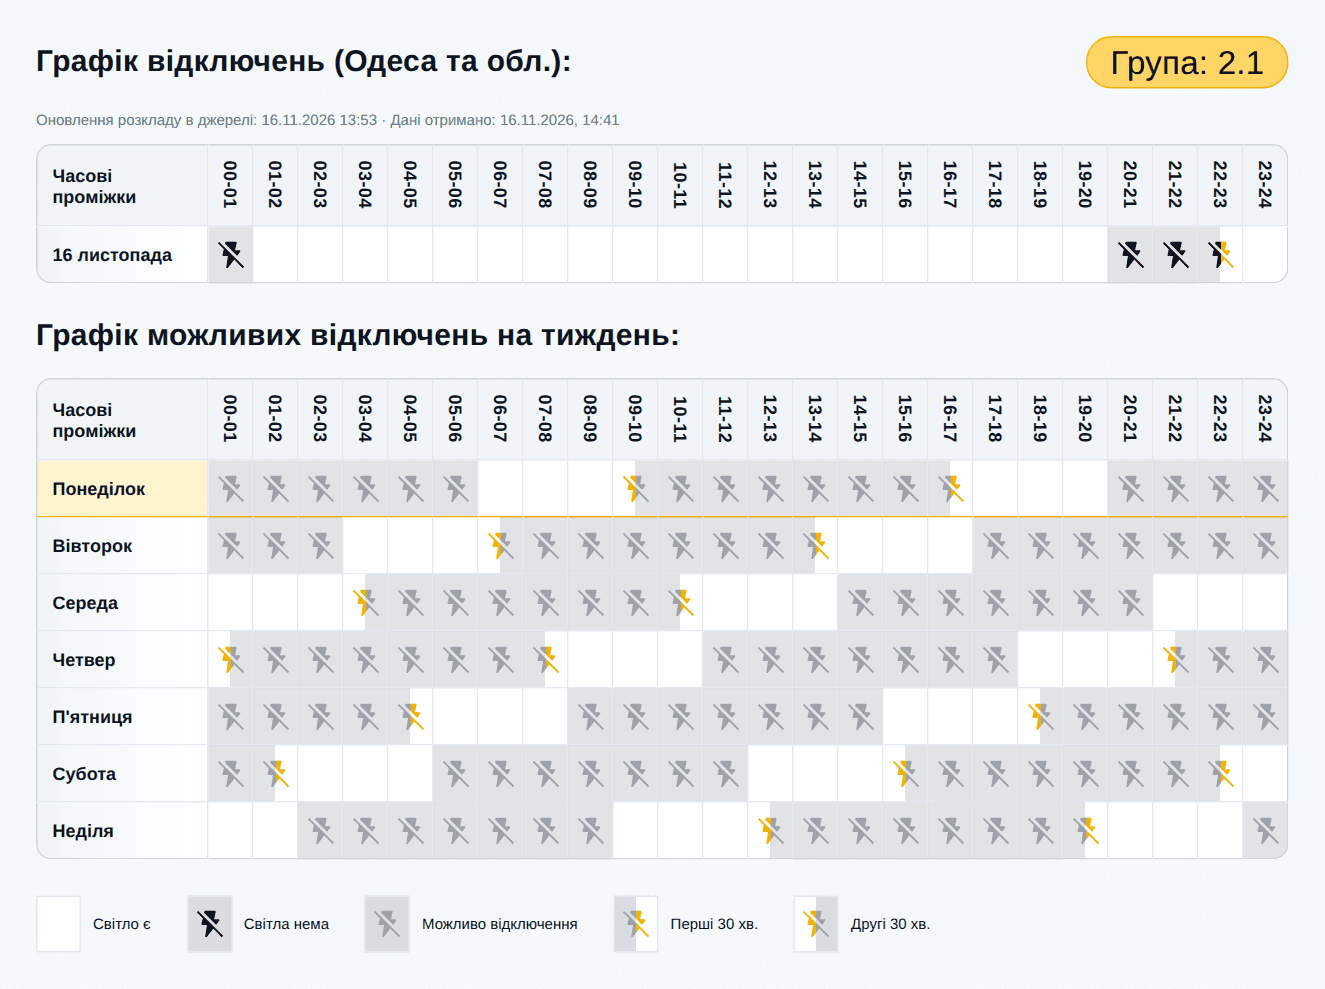 Графік відключень (Одеса та обл.):
Група: 2.1
Оновлення розкладу в джерелі: 16.11.2026 13:53 · Дані отримано: 16.11.2026, 14:41
Часові проміжки 00-01 01-02 02-03 03-04 04-05 05-06 06-07 07-08 08-09 09-10 10-11 11-12 12-13 13-14 14-15 15-16 16-17 17-18 18-19 19-20 20-21 21-22 22-23 23-24
16 листопада
Графік можливих відключень на тиждень:
Часові проміжки 00-01 01-02 02-03 03-04 04-05 05-06 06-07 07-08 08-09 09-10 10-11 11-12 12-13 13-14 14-15 15-16 16-17 17-18 18-19 19-20 20-21 21-22 22-23 23-24
Понеділок
Вівторок
Середа
Четвер
П'ятниця
Субота
Неділя
Світло є Світла нема Можливо відключення Перші 30 хв. Другі 30 хв.